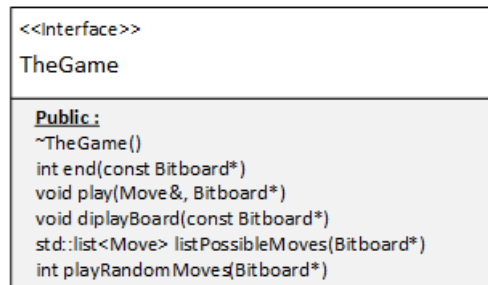 <<Interface>>
TheGame
Public :
~TheGame()
int end(const Bitboard*)
void play(Move&, Bitboard*)
void diplayBoard(const Bitboard*)
std::list<Move> listPossibleMoves(Bitboard*)
int playRandomMoves(Bitboard*)